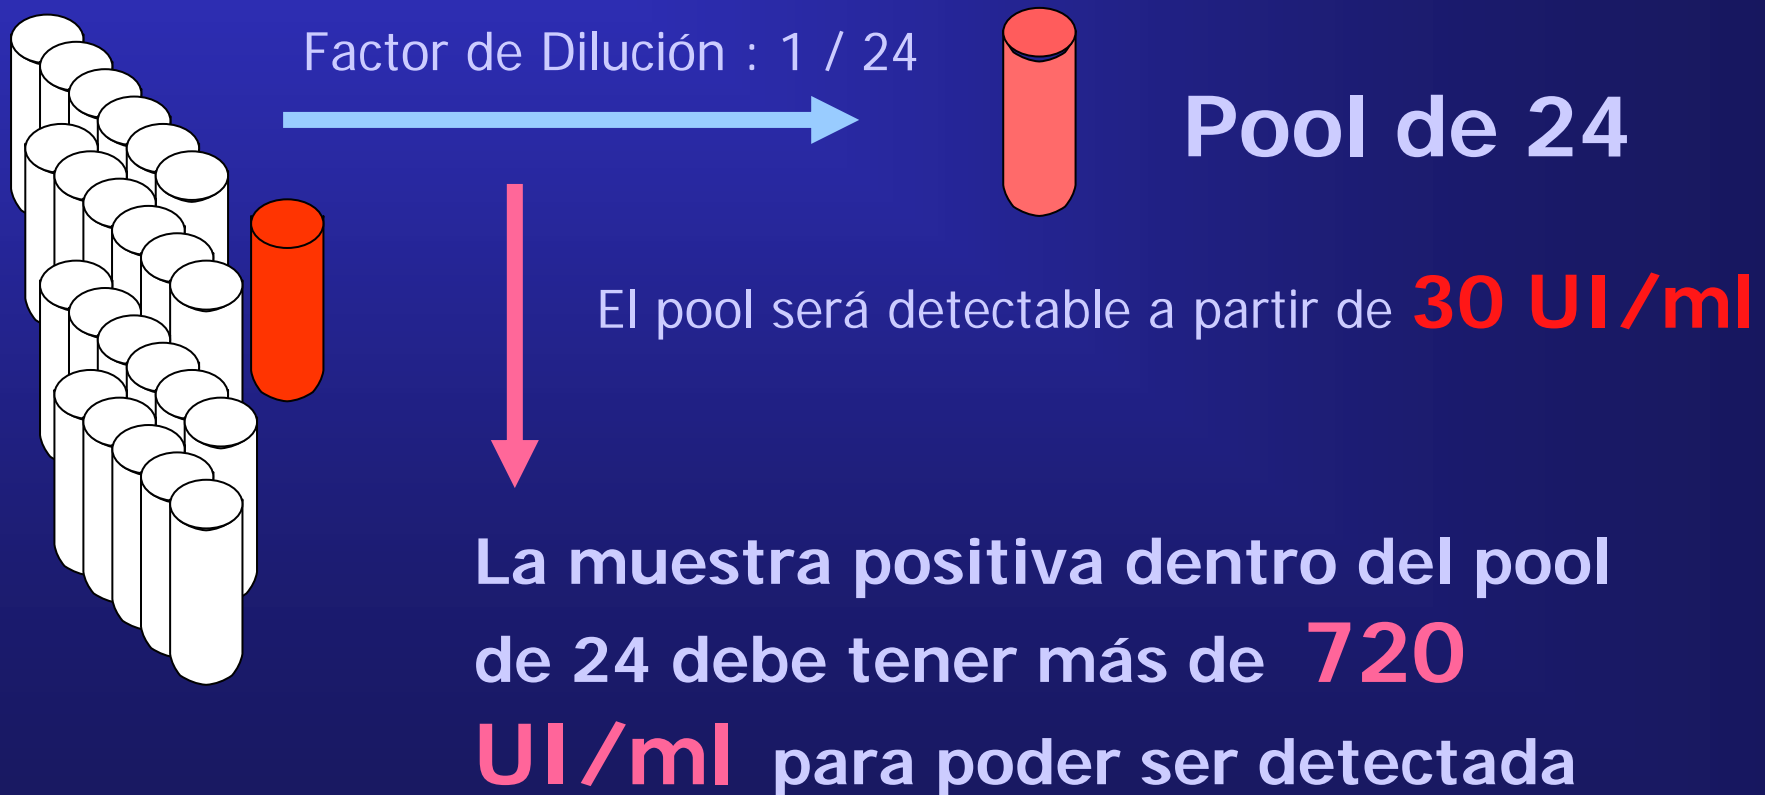 Factor de Dilución : 1 / 24
Pool de 24
El pool será detectable a partir de 30 UI/ml
La muestra positiva dentro del pool
de 24 debe tener más de 720
UI/ml para poder ser detectada